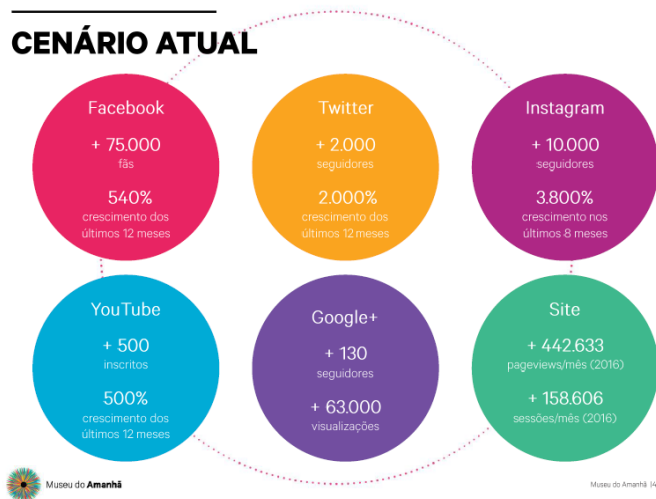 CENÁRIO ATUAL
Facebook
+ 75.000
fãs
540%
crescimento dos
últimos 12 meses
Twitter
+ 2.000
seguidores
2.000%
crescimento dos
últimos 12 meses
Instagram
+ 10.000
seguidores
3.800%
crescimento nos
últimos 8 meses
YouTube
+ 500
inscritos
500%
crescimento dos
últimos 12 meses
Google+
+ 130
seguidores
+ 63.000
visualizações
Site
+ 442.633
pageviews/mês (2016)
+ 158.606
sessões/mês (2016)
Museu do Amanhã
Museu do Amanhã |4